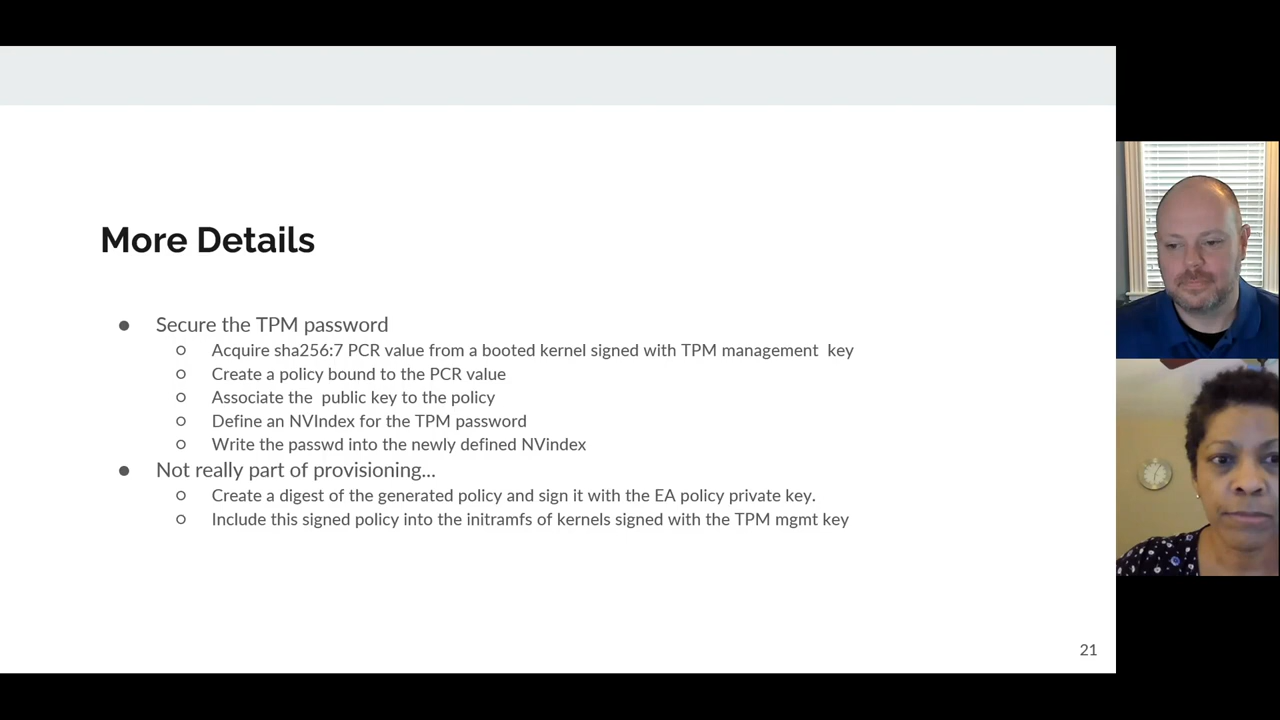 More Details
● Secure the TPM password
○ Acquire sha256:7 PCR value from a booted kernel signed with TPM management  key
○ Create a policy bound to the PCR value
○ Associate the  public key to the policy
○ Define an NVIndex for the TPM password
○ Write the passwd into the newly defined NVindex
● Not really part of provisioning...
○ Create a digest of the generated policy and sign it with the EA policy private key.
○ Include this signed policy into the initramfs of kernels signed with the TPM mgmt key
21